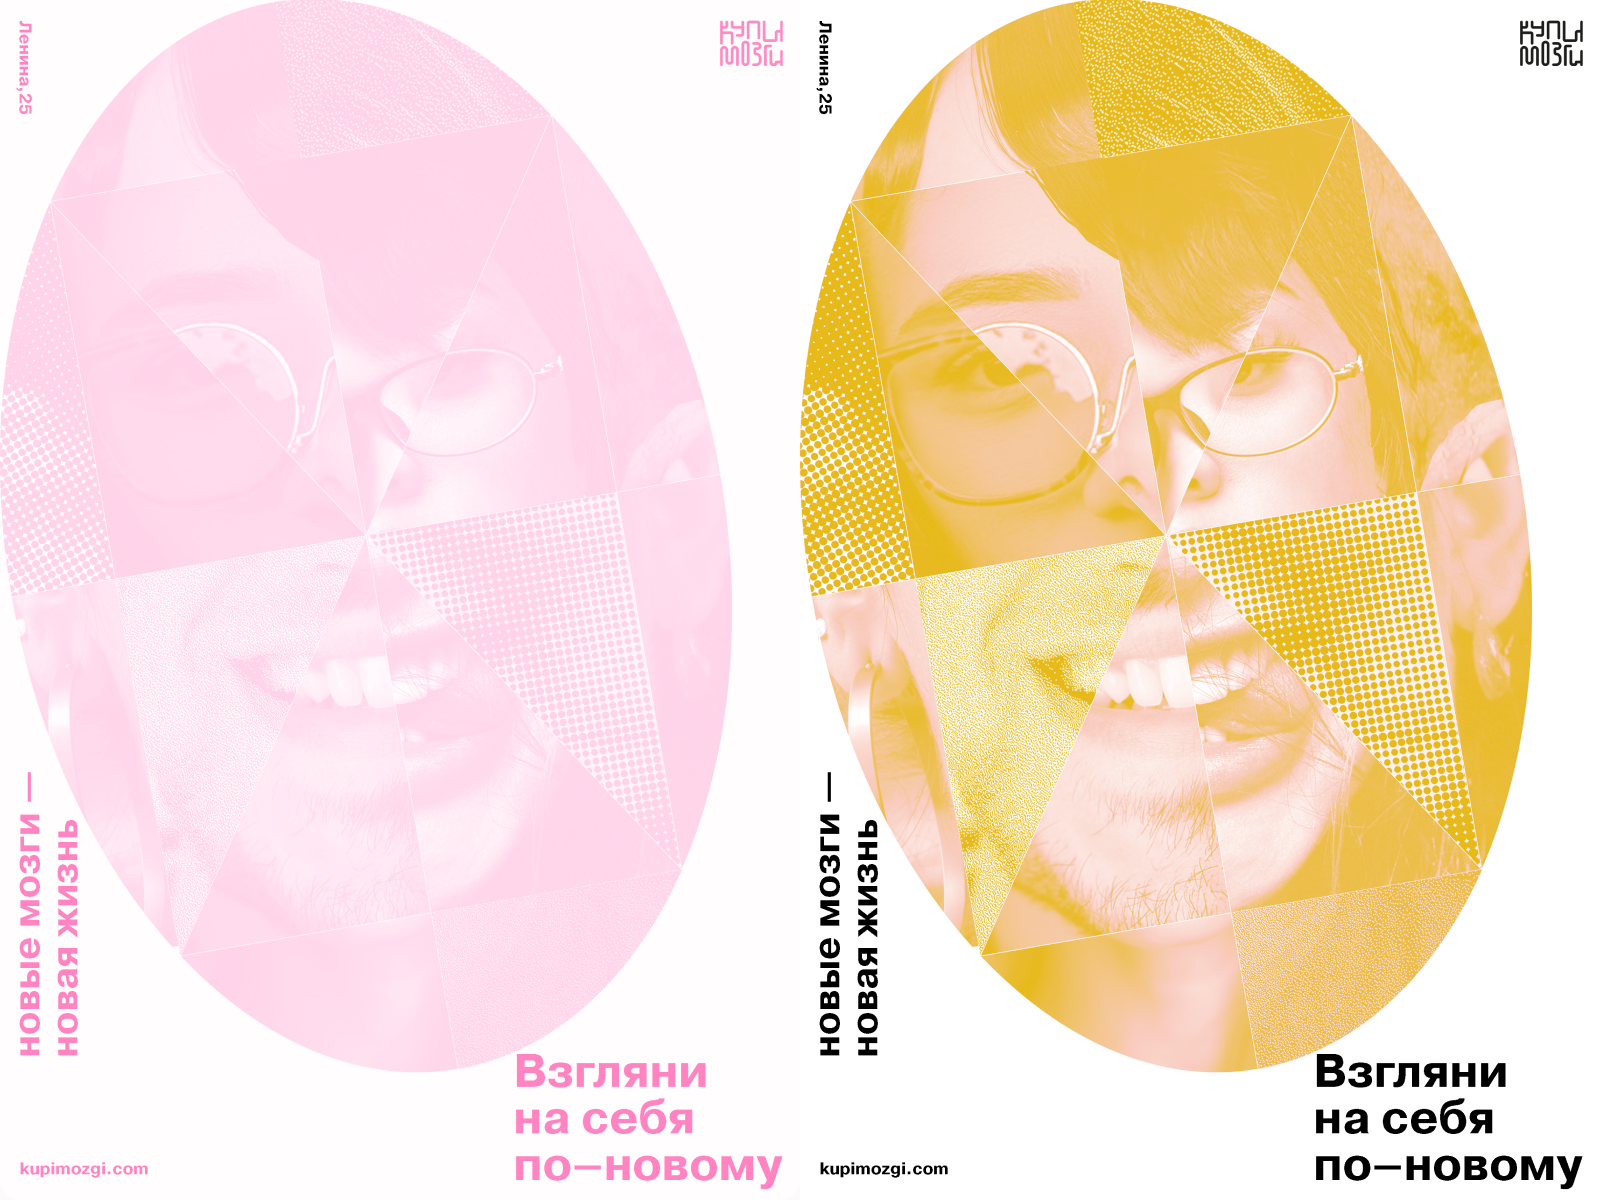 Ленина, 25
КУПИ
МОЗГИ
новые мозги —
новая жизнь
Взгляни
на себя
по—новому
kupimozgi.com
Ленина, 25
КУПИ
МОЗГИ
новые мозги —
новая жизнь
Взгляни
на себя
по—новому
kupimozgi.com